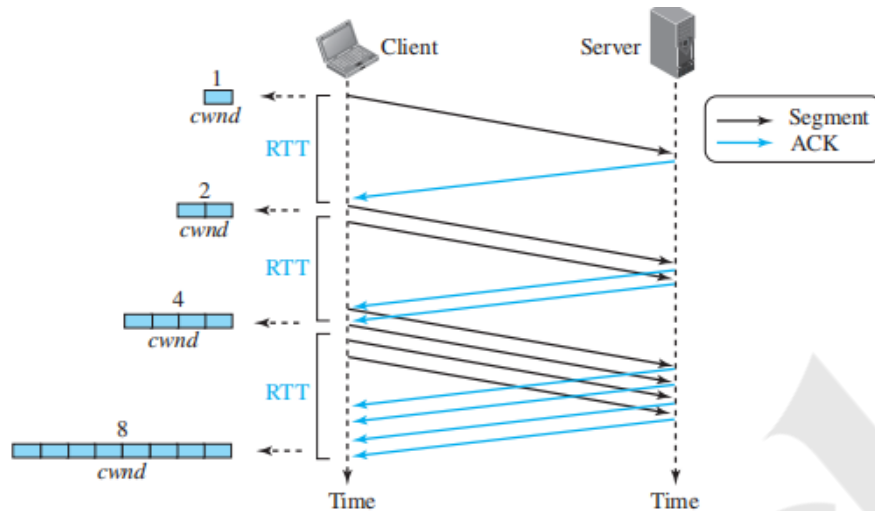 Client
Server
1
cwnd
Segment
ACK
RTT
2
cwnd
RTT
4
cwnd
RTT
8
cwnd
Time
Time